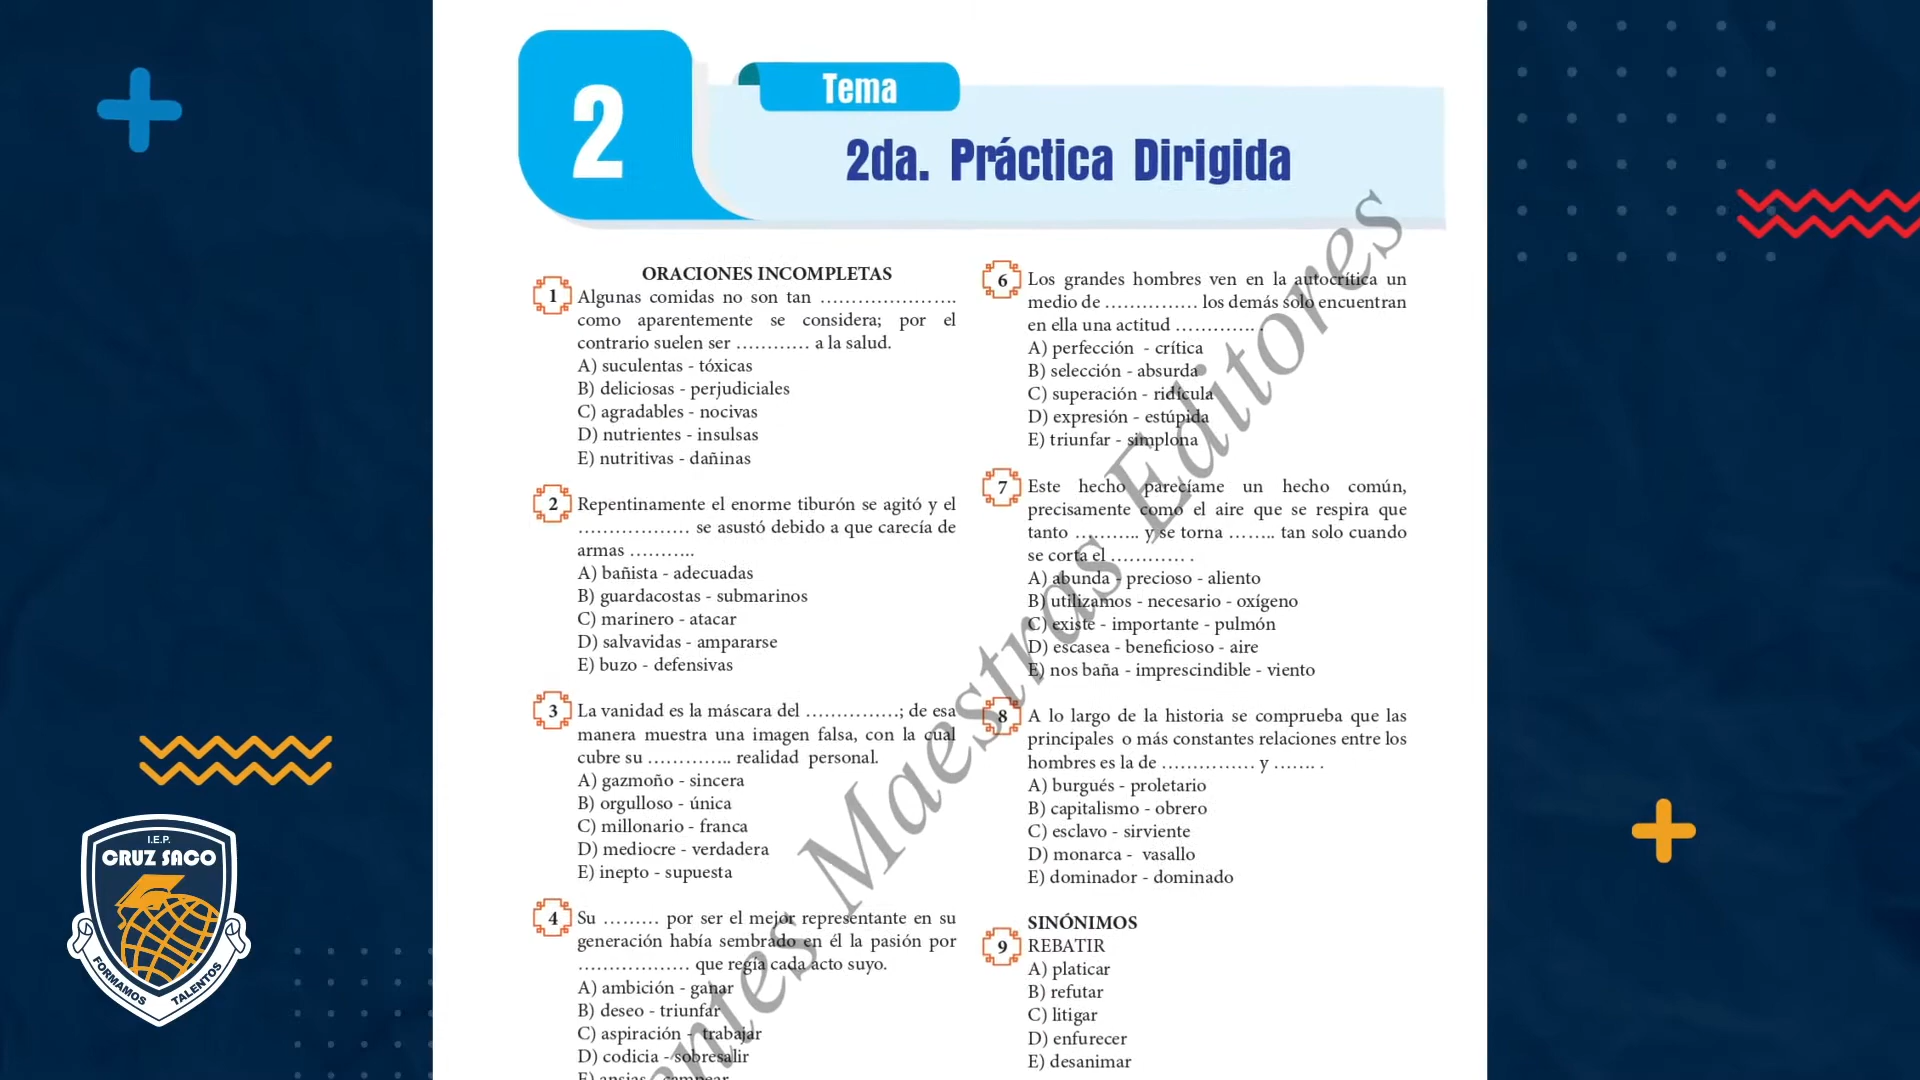 2
Tema
2da. Práctica Dirigida
ORACIONES INCOMPLETAS
1 Algunas comidas no son tan ………………….
como aparentemente se considera; por el
contrario suelen ser ………… a la salud.
A) suculentas - tóxicas
B) deliciosas - perjudiciales
C) agradables - nocivas
D) nutrientes - insulsas
E) nutritivas - dañinas
2 Repentinamente el enorme tiburón se agitó y el
……………… se asustó debido a que carecía de
armas ………..
A) bañista - adecuadas
B) guardacostas - submarinos
C) marinero - atacar
D) salvavidas - ampararse
E) buzo - defensivas
3 La vanidad es la máscara del ……………; de esa
manera muestra una imagen falsa, con la cual
cubre su ………….. realidad personal.
A) gazmoño - sincera
B) orgulloso - única
C) millonario - franca
D) mediocre - verdadera
E) inepto - supuesta
4 Su ……… por ser el mejor representante en su
generación había sembrado en él la pasión por
……………… que regía cada acto suyo.
A) ambición - ganar
B) deseo - triunfar
C) aspiración - trabajar
D) codicia - sobresalir
E) ansias - campear
6 Los grandes hombres ven en la autocrítica un
medio de …………… los demás sólo encuentran
en ella una actitud ………….. .
A) perfección - crítica
B) selección - absurda
C) superación - ridícula
D) expresión - estúpida
E) triunfar - simplona
7 Este hecho parecíame un hecho común,
precisamente como el aire que se respira que
tanto ……….. y se torna …….. tan solo cuando
se corta el ………… .
A) abunda - precioso - aliento
B) utilizamos - necesario - oxígeno
C) existe - importante - pulmón
D) escasea - beneficioso - aire
E) nos baña - imprescindible - viento
8 A lo largo de la historia se comprueba que las
principales o más constantes relaciones entre los
hombres es la de …………… y ……. .
A) burgués - proletario
B) capitalismo - obrero
C) esclavo - sirviente
D) monarca - vasallo
E) dominador - dominado
SINÓNIMOS
9 REBATIR
A) platicar
B) refutar
C) litigar
D) enfurecer
E) desanimar
Maestras Editores
I.E.P.
CRUZ SACO
FORMAMOS TALENTOS